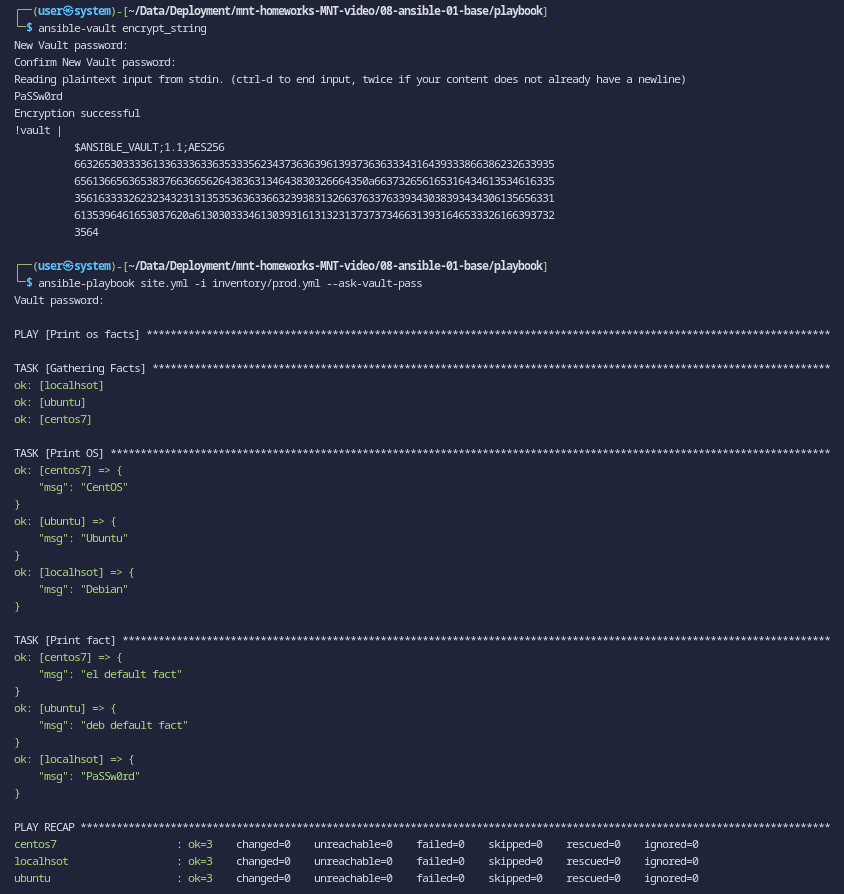 ┌──(user㉿system)-[~/Data/Deployment/mnt-homeworks-MNT-video/08-ansible-01-base/playbook]
└─$ ansible-vault encrypt_string
New Vault password:
Confirm New Vault password:
Reading plaintext input from stdin. (ctrl-d to end input, twice if your content does not already have a newline)
PaSSw0rd
Encryption successful
!vault |
          $ANSIBLE_VAULT;1.1;AES256
          66326530333361336333633635333562343736363961393736363334316439333866386232633935
          6561366563653837663665626438363134643830326664350a663732656165316434613534616335
          35616333326232343231313535363633663239383132663763376339343038393434306135656331
          6135396461653037620a613030333461303931613132313737373466313931646533326166393732
          3564
┌──(user㉿system)-[~/Data/Deployment/mnt-homeworks-MNT-video/08-ansible-01-base/playbook]
└─$ ansible-playbook site.yml -i inventory/prod.yml --ask-vault-pass
Vault password:
PLAY [Print os facts] ******************************************************************************************************************
TASK [Gathering Facts] *****************************************************************************************************************
ok: [localhsot]
ok: [ubuntu]
ok: [centos7]
TASK [Print OS] ************************************************************************************************************************
ok: [centos7] => {
    "msg": "CentOS"
}
ok: [ubuntu] => {
    "msg": "Ubuntu"
}
ok: [localhsot] => {
    "msg": "Debian"
}
TASK [Print fact] **********************************************************************************************************************
ok: [centos7] => {
    "msg": "el default fact"
}
ok: [ubuntu] => {
    "msg": "deb default fact"
}
ok: [localhsot] => {
    "msg": "PaSSw0rd"
}
PLAY RECAP *****************************************************************************************************************************
centos7                    : ok=3    changed=0    unreachable=0    failed=0    skipped=0    rescued=0    ignored=0
localhsot                  : ok=3    changed=0    unreachable=0    failed=0    skipped=0    rescued=0    ignored=0
ubuntu                     : ok=3    changed=0    unreachable=0    failed=0    skipped=0    rescued=0    ignored=0